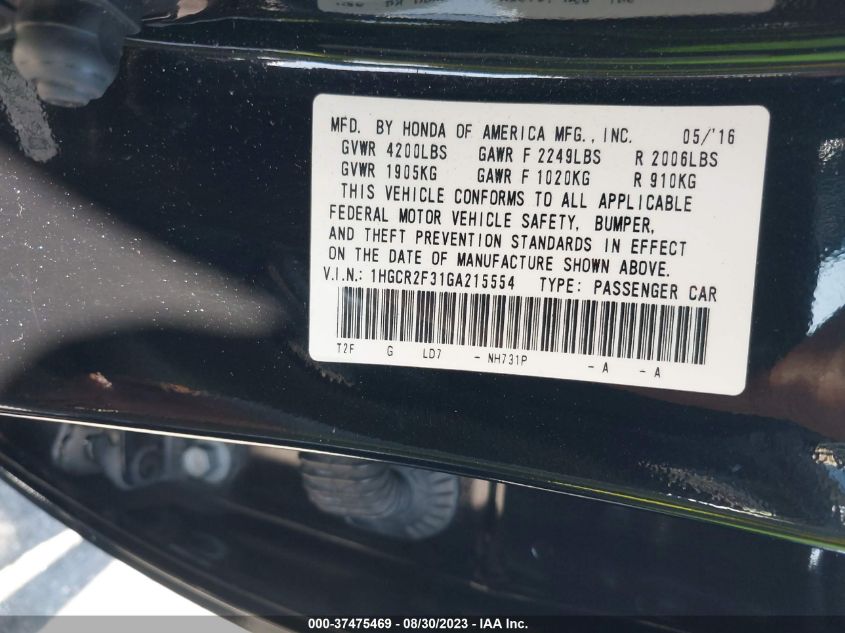 MFD. BY HONDA OF AMERICA MFG., INC. 05/'16
GVWR 4200LBS GAWR F 2249LBS R 2006LBS
GVWR 1905KG GAWR F 1020KG R 910KG
THIS VEHICLE CONFORMS TO ALL APPLICABLE
FEDERAL MOTOR VEHICLE SAFETY, BUMPER,
AND THEFT PREVENTION STANDARDS IN EFFECT
ON THE DATE OF MANUFACTURE SHOWN ABOVE.
V.I.N.: 1HGCR2F31GA215554 TYPE: PASSENGER CAR
T2F G LD7 - NH731P - A - A
000-37475469 - 08/30/2023 - IAA Inc.